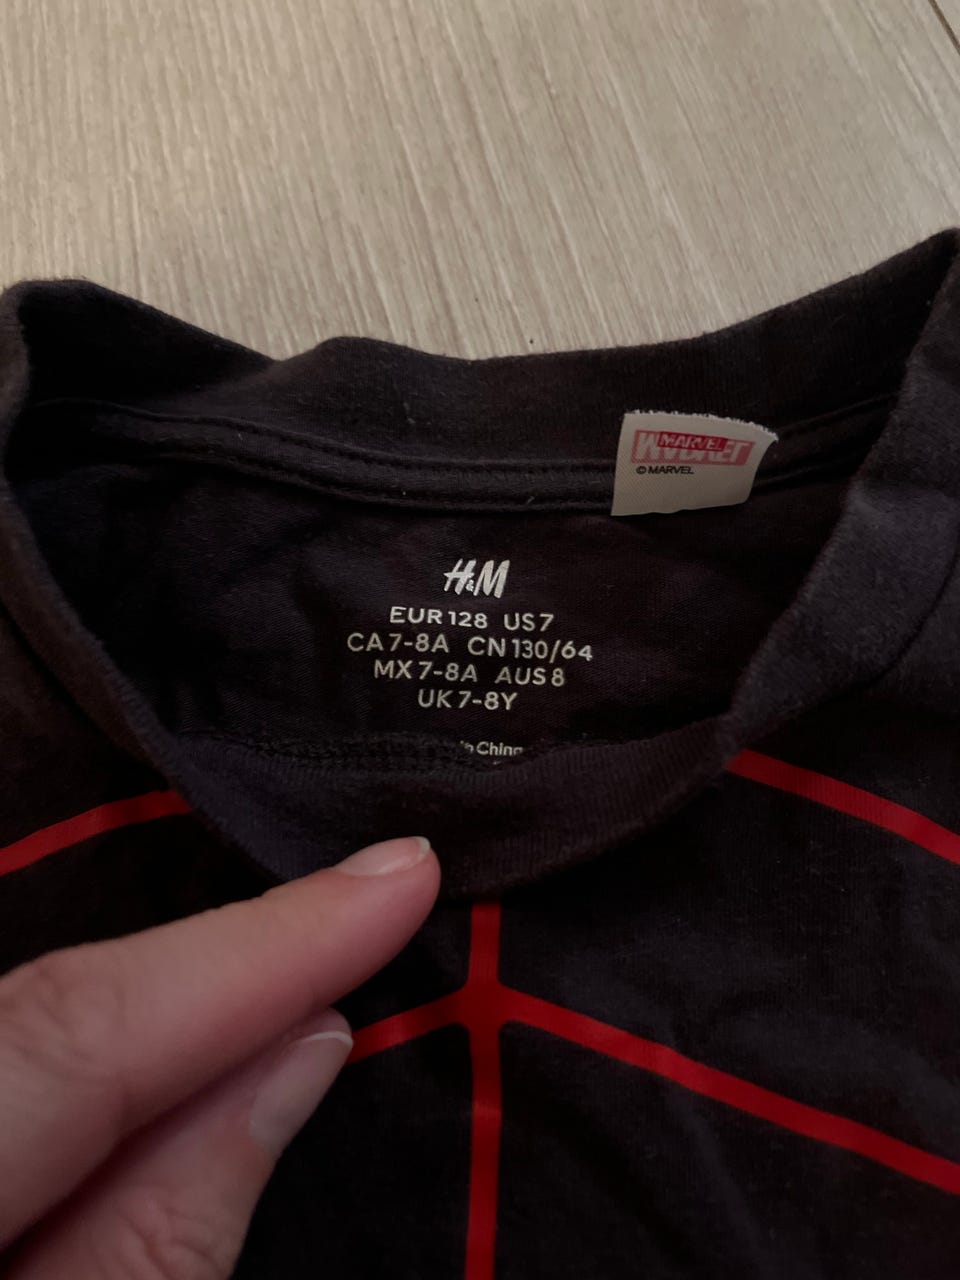 MARVEL
© MARVEL
H&M
EUR 128 US 7
CA 7-8A CN 130/64
MX 7-8A AUS 8
UK 7-8Y
China